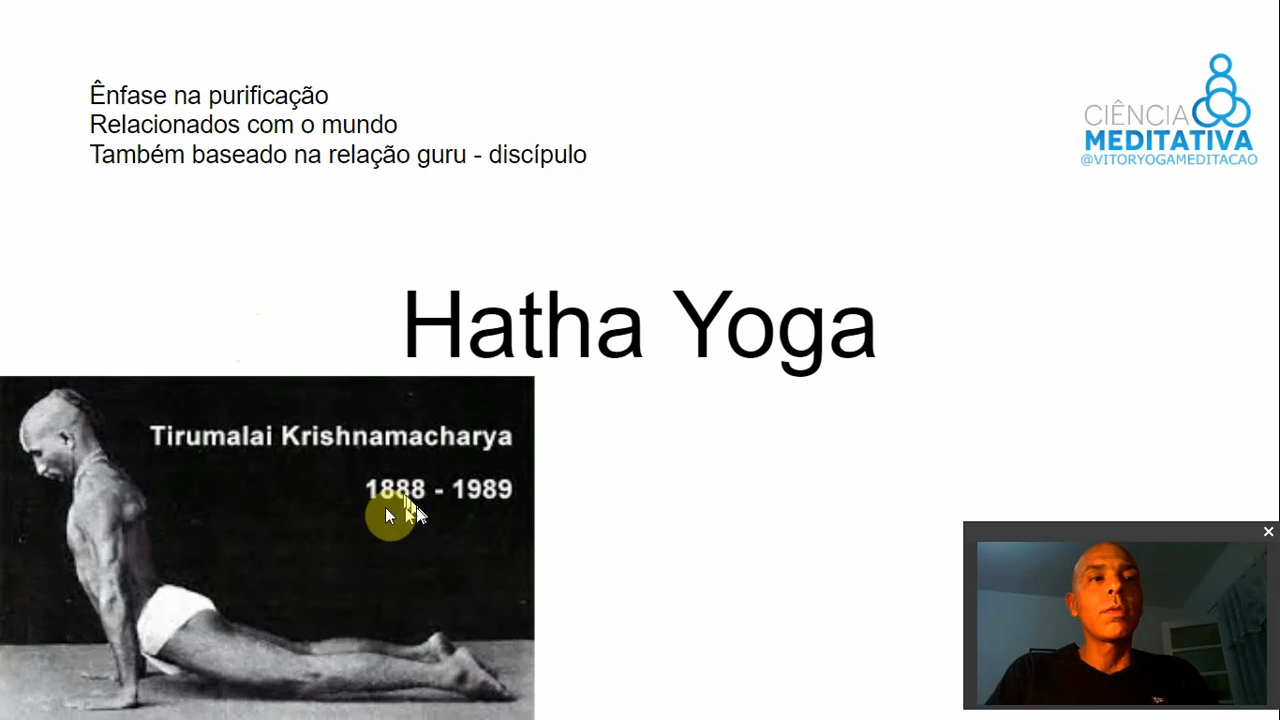 Ênfase na purificação
Relacionados com o mundo
Também baseado na relação guru - discípulo
CIÊNCIA
MEDITATIVA
@VITORYOGAMEDITACAO
Hatha Yoga
Tirumalai Krishnamacharya
1888 - 1989